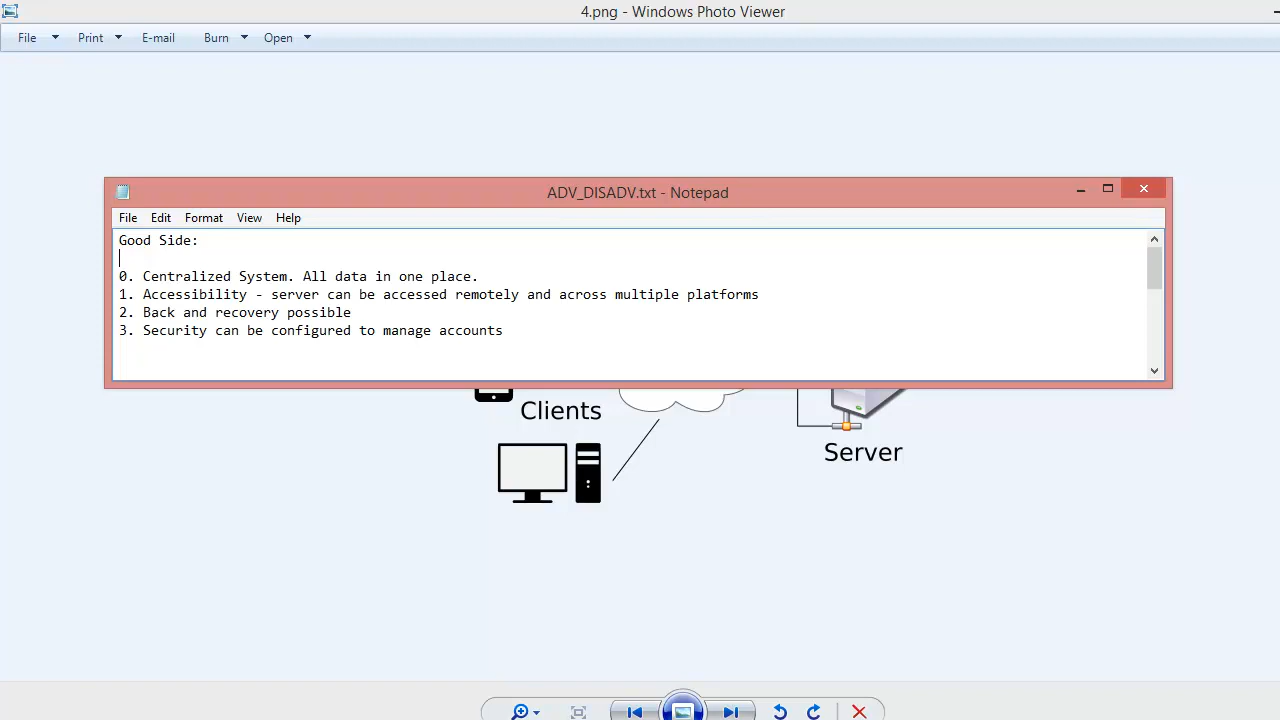 4.png - Windows Photo Viewer
File Print E-mail Burn Open
ADV_DISADV.txt - Notepad
File Edit Format View Help
Good Side:
0. Centralized System. All data in one place.
1. Accessibility - server can be accessed remotely and across multiple platforms
2. Back and recovery possible
3. Security can be configured to manage accounts
Clients
Server